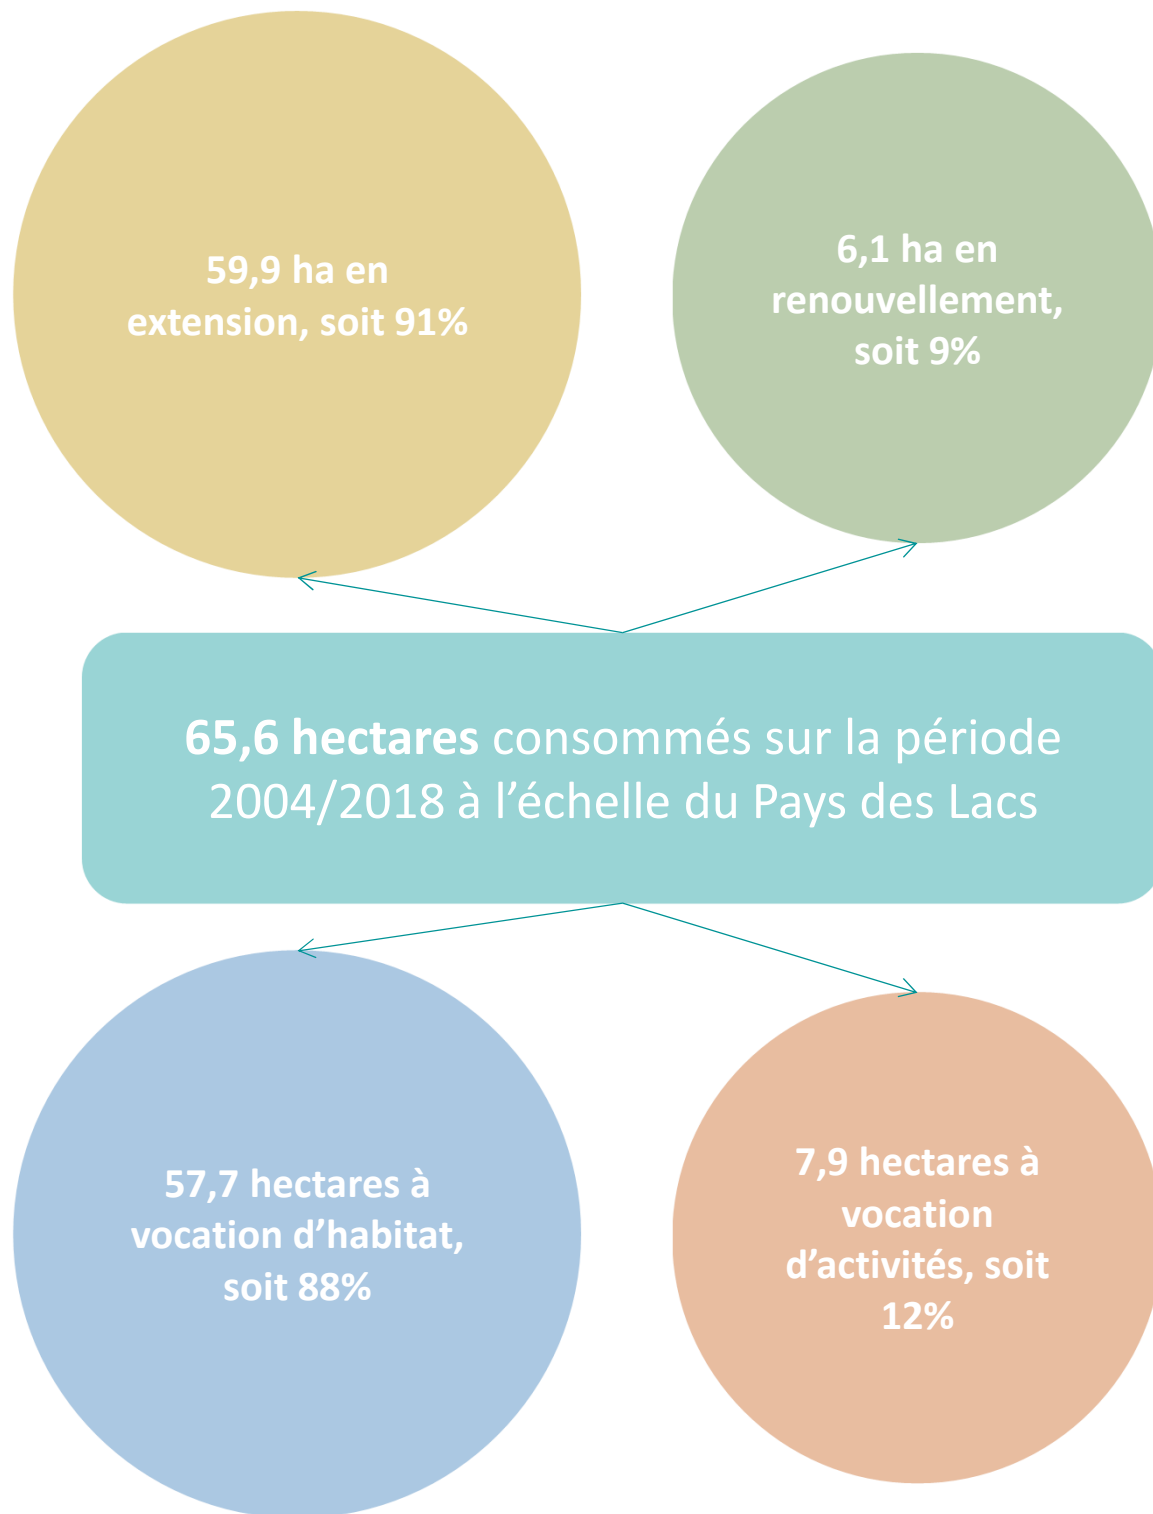 59,9 ha en
extension, soit 91%
6,1 ha en
renouvellement,
soit 9%
65,6 hectares consommés sur la période
2004/2018 à l’échelle du Pays des Lacs
57,7 hectares à
vocation d’habitat,
soit 88%
7,9 hectares à
vocation
d’activités, soit
12%